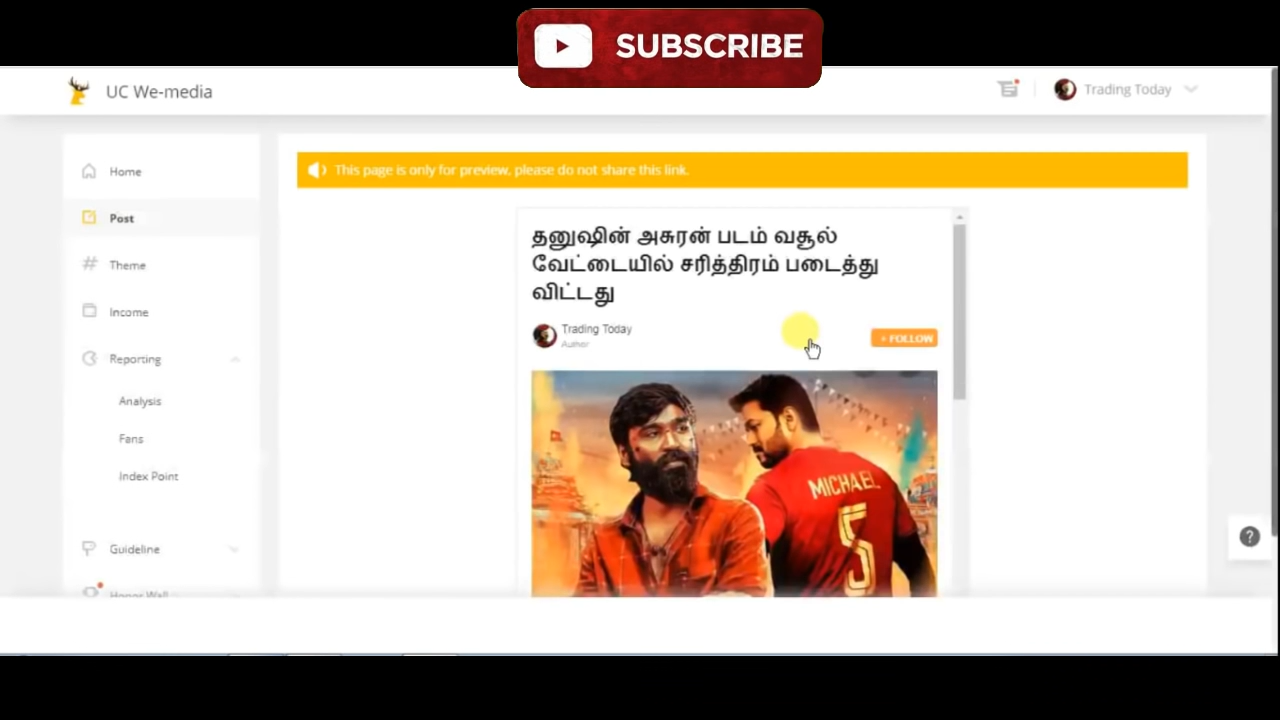 SUBSCRIBE
UC We-media
Trading Today
Home
Post
Theme
Income
Reporting
Analysis
Fans
Index Point
Guideline
Honor Wall
This page is only for preview, please do not share this link.
தனுஷின் அசுரன் படம் வசூல்
வேட்டையில் சரித்திரம் படைத்து
விட்டது
Trading Today
Author
+ FOLLOW
MICHAEL
5